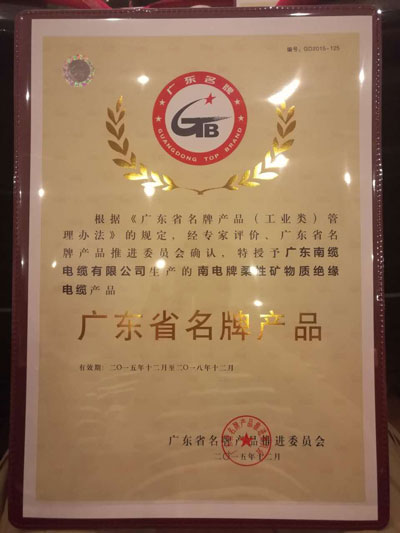 编号：GD2015-125
广东名牌
GTB
GUANGDONG TOP BRAND
根据《广东省名牌产品（工业类）管
理办法》的规定，经专家评价、广东省名
牌产品推进委员会确认，特授予广东南缆
电缆有限公司生产的南电牌柔性矿物质绝缘
电缆产品
广东省名牌产品
有效期：二〇一五年十二月至二〇一八年十二月
广东省名牌产品推进委员会
二〇一五年十二月